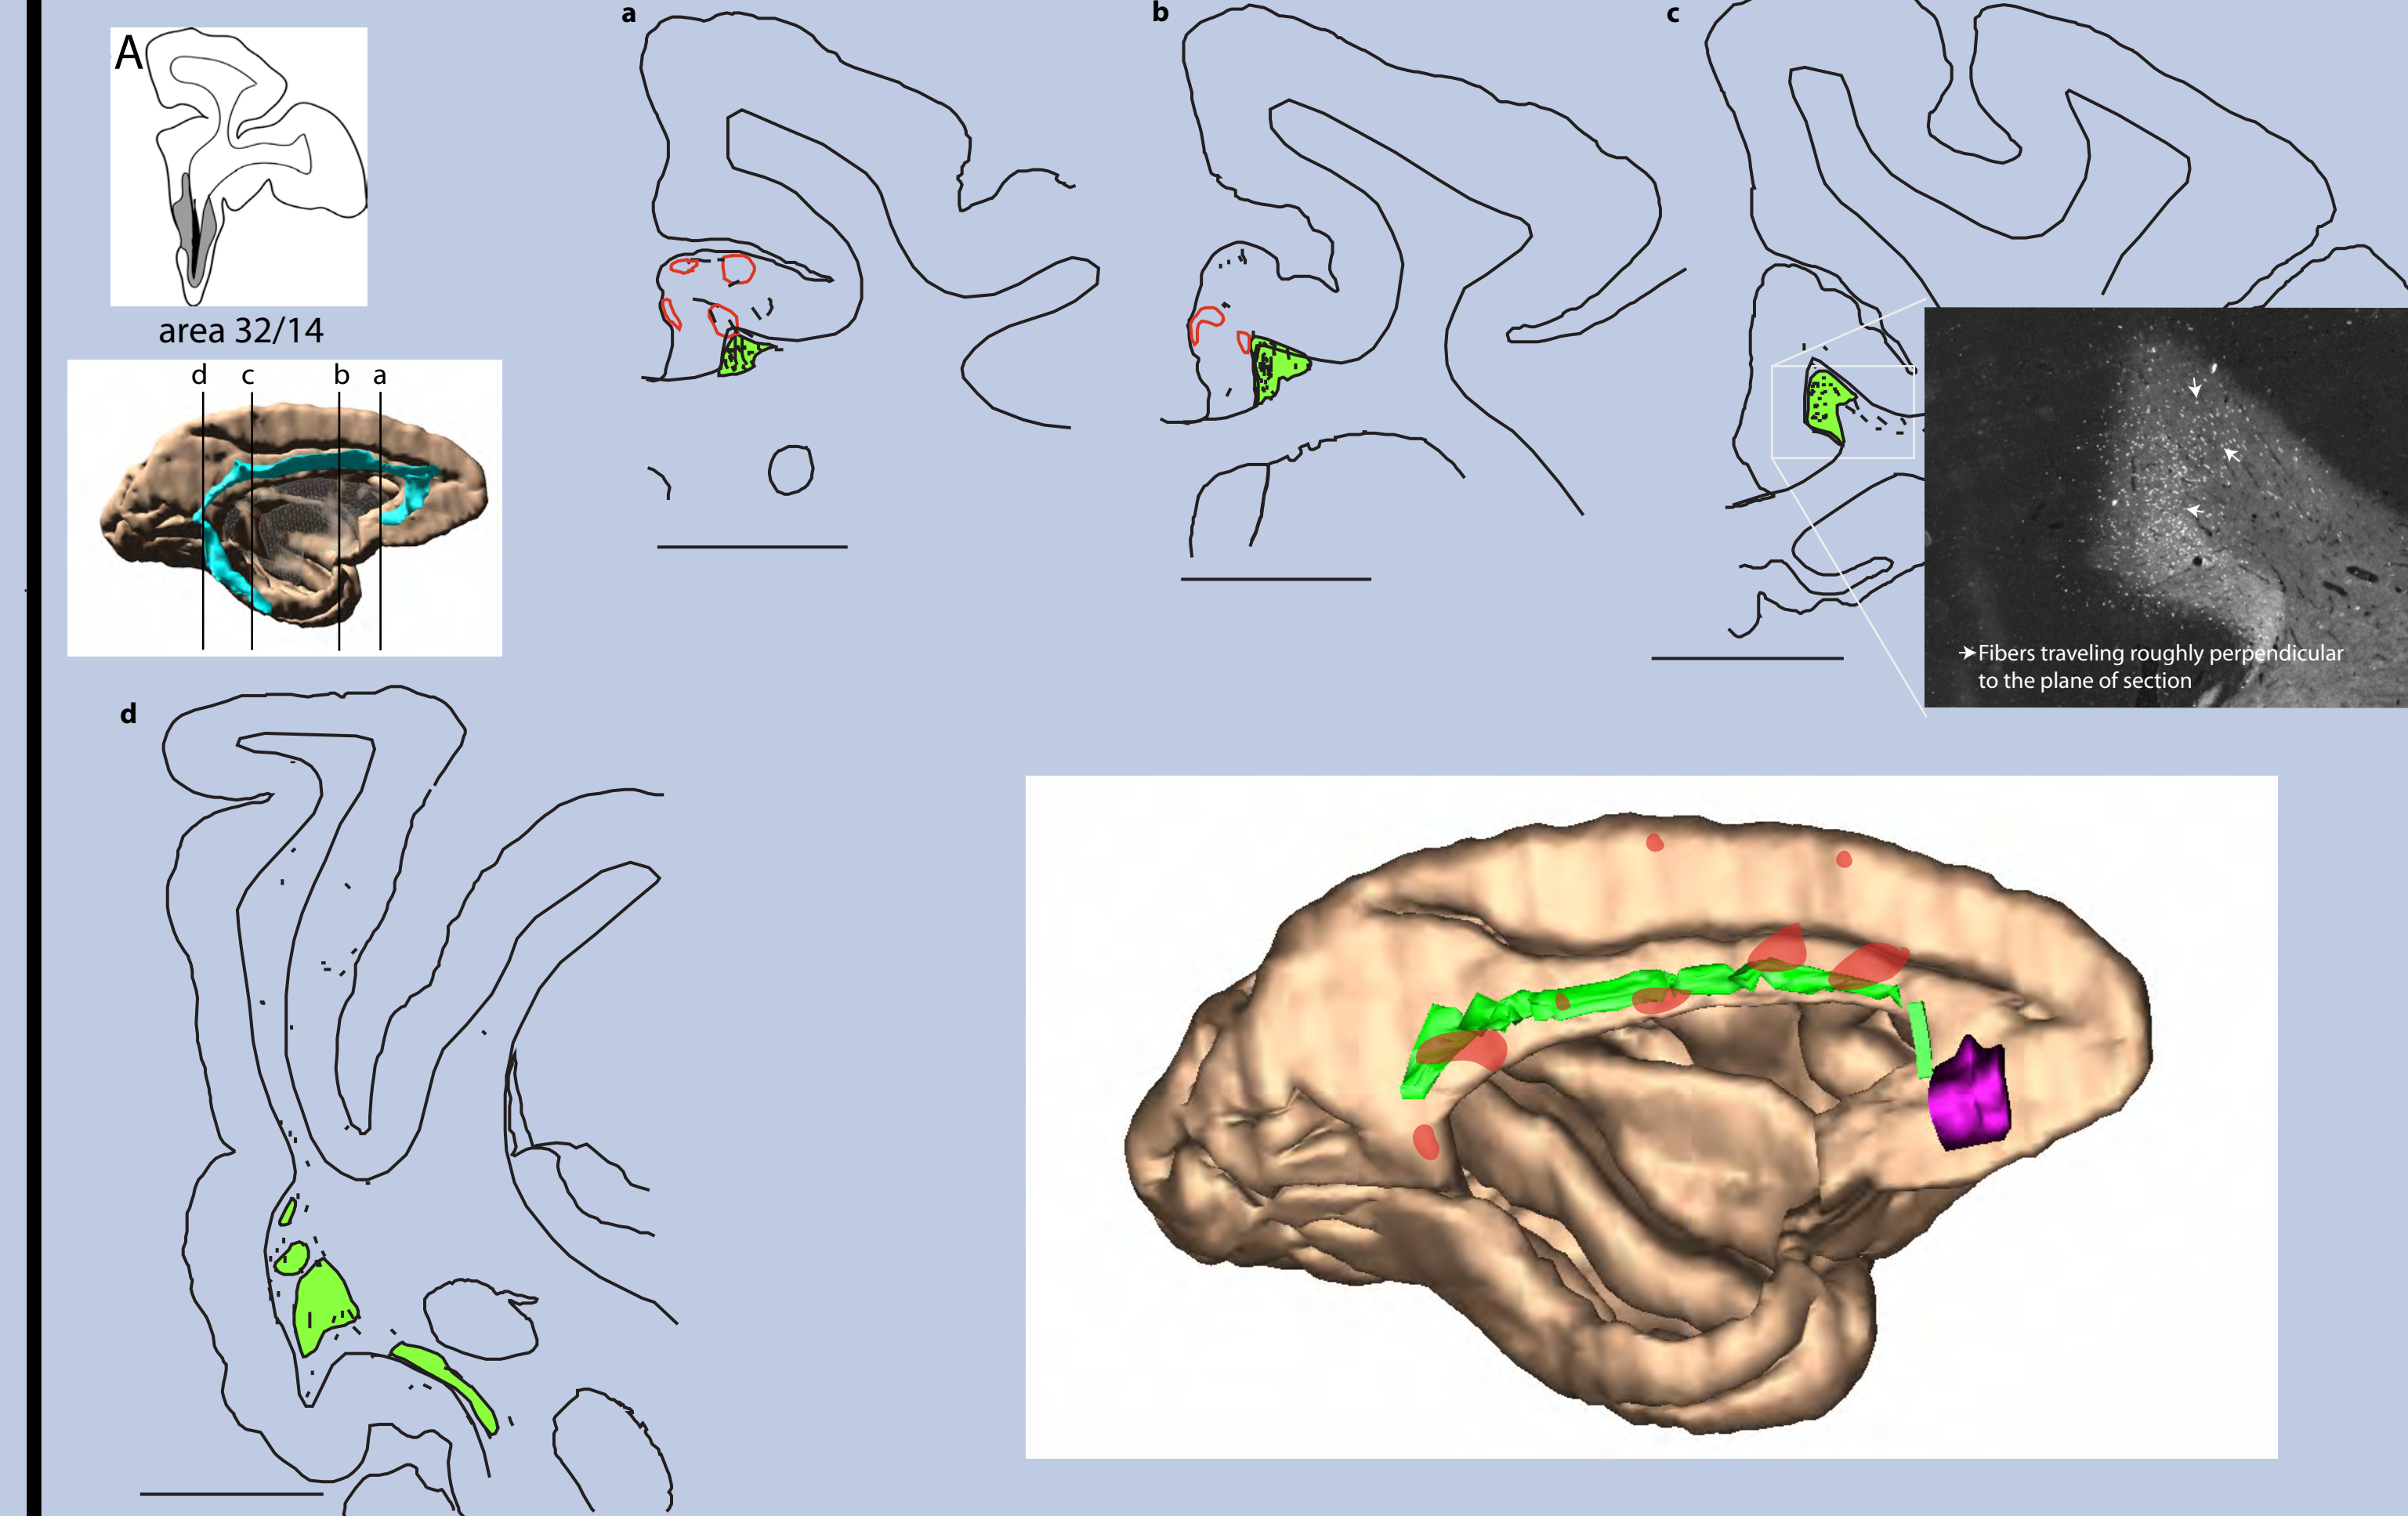 A
area 32/14
d c b a
a
b
c
Fibers traveling roughly perpendicular
to the plane of section
d